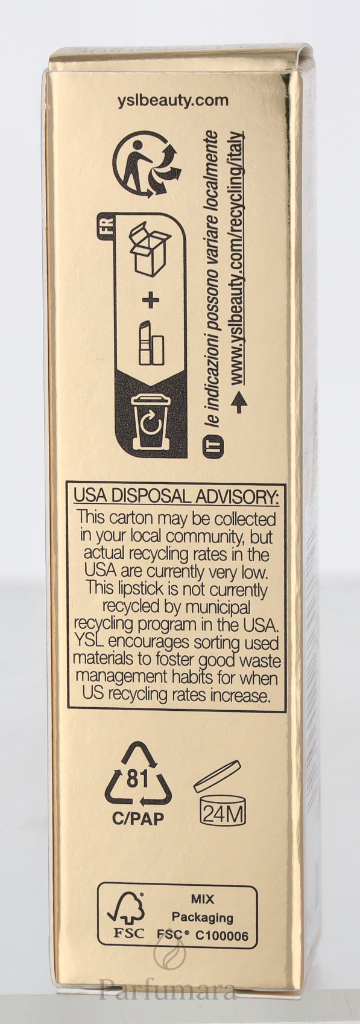 yslbeauty.com
FR
+
IT le indicazioni possono variare localmente
www.yslbeauty.com/recycling/italy
USA DISPOSAL ADVISORY:
This carton may be collected
in your local community, but
actual recycling rates in the
USA are currently very low.
This lipstick is not currently
recycled by municipal
recycling program in the USA.
YSL encourages sorting used
materials to foster good waste
management habits for when
US recycling rates increase.
81
C/PAP
24M
MIX
Packaging
FSC FSC® C100006
Parfumara